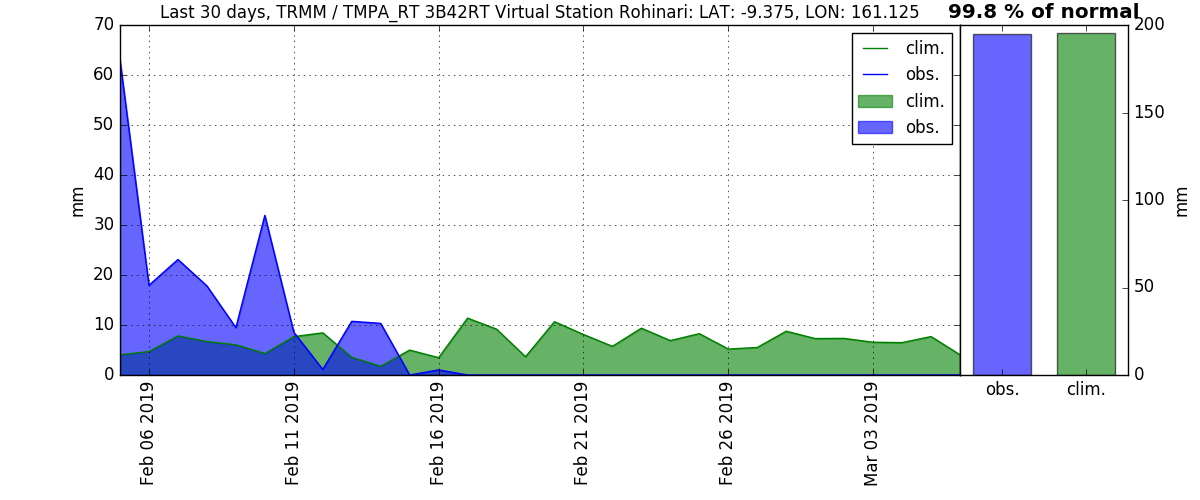 Last 30 days, TRMM / TMPA_RT 3B42RT Virtual Station Rohinari: LAT: -9.375, LON: 161.125
99.8 % of normal
70
60
50
40
30
20
10
0
mm
clim.
obs.
clim.
obs.
Feb 06 2019
Feb 11 2019
Feb 16 2019
Feb 21 2019
Feb 26 2019
Mar 03 2019
200
150
100
50
0
mm
obs.
clim.